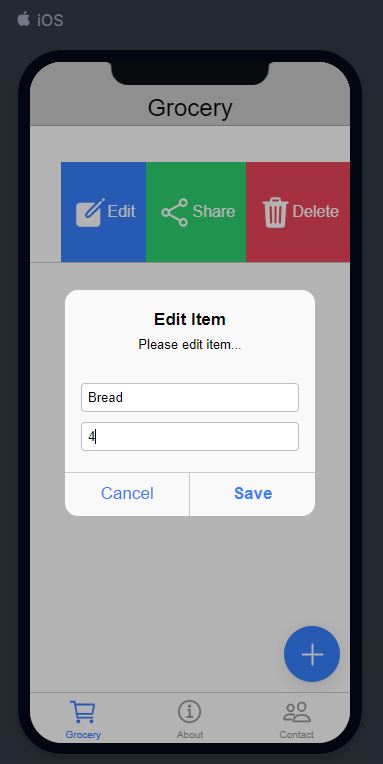 iOS
Grocery
Edit Share Delete
Edit Item
Please edit item...
Bread
4
Cancel Save
Grocery About Contact